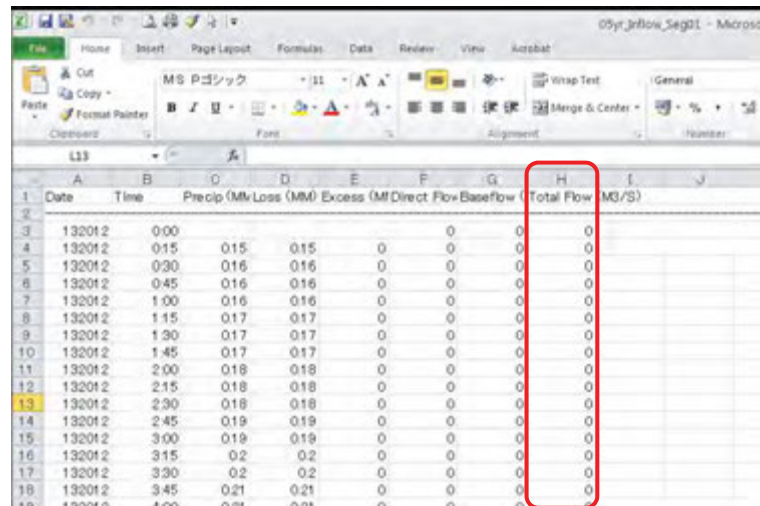 05yr_Inflow_Seg01 - Microso
File Home Insert Page Layout Formulas Data Review View Acrobat
Paste Cut Copy Format Painter
MS Pゴシック 11 Wrap Text General
B I U Merge & Center %
Clipboard Font Alignment Number
L13 fx
A B C D E F G H I J
1 Date Time Precip (MM Loss (MM) Excess (MM Direct Flow Baseflow ( Total Flow (M3/S)
2
3 132012 0:00 0 0 0
4 132012 0:15 0.15 0.15 0 0 0 0
5 132012 0:30 0.16 0.16 0 0 0 0
6 132012 0:45 0.16 0.16 0 0 0 0
7 132012 1:00 0.16 0.16 0 0 0 0
8 132012 1:15 0.17 0.17 0 0 0 0
9 132012 1:30 0.17 0.17 0 0 0 0
10 132012 1:45 0.17 0.17 0 0 0 0
11 132012 2:00 0.18 0.18 0 0 0 0
12 132012 2:15 0.18 0.18 0 0 0 0
13 132012 2:30 0.18 0.18 0 0 0 0
14 132012 2:45 0.19 0.19 0 0 0 0
15 132012 3:00 0.19 0.19 0 0 0 0
16 132012 3:15 0.2 0.2 0 0 0 0
17 132012 3:30 0.2 0.2 0 0 0 0
18 132012 3:45 0.21 0.21 0 0 0 0